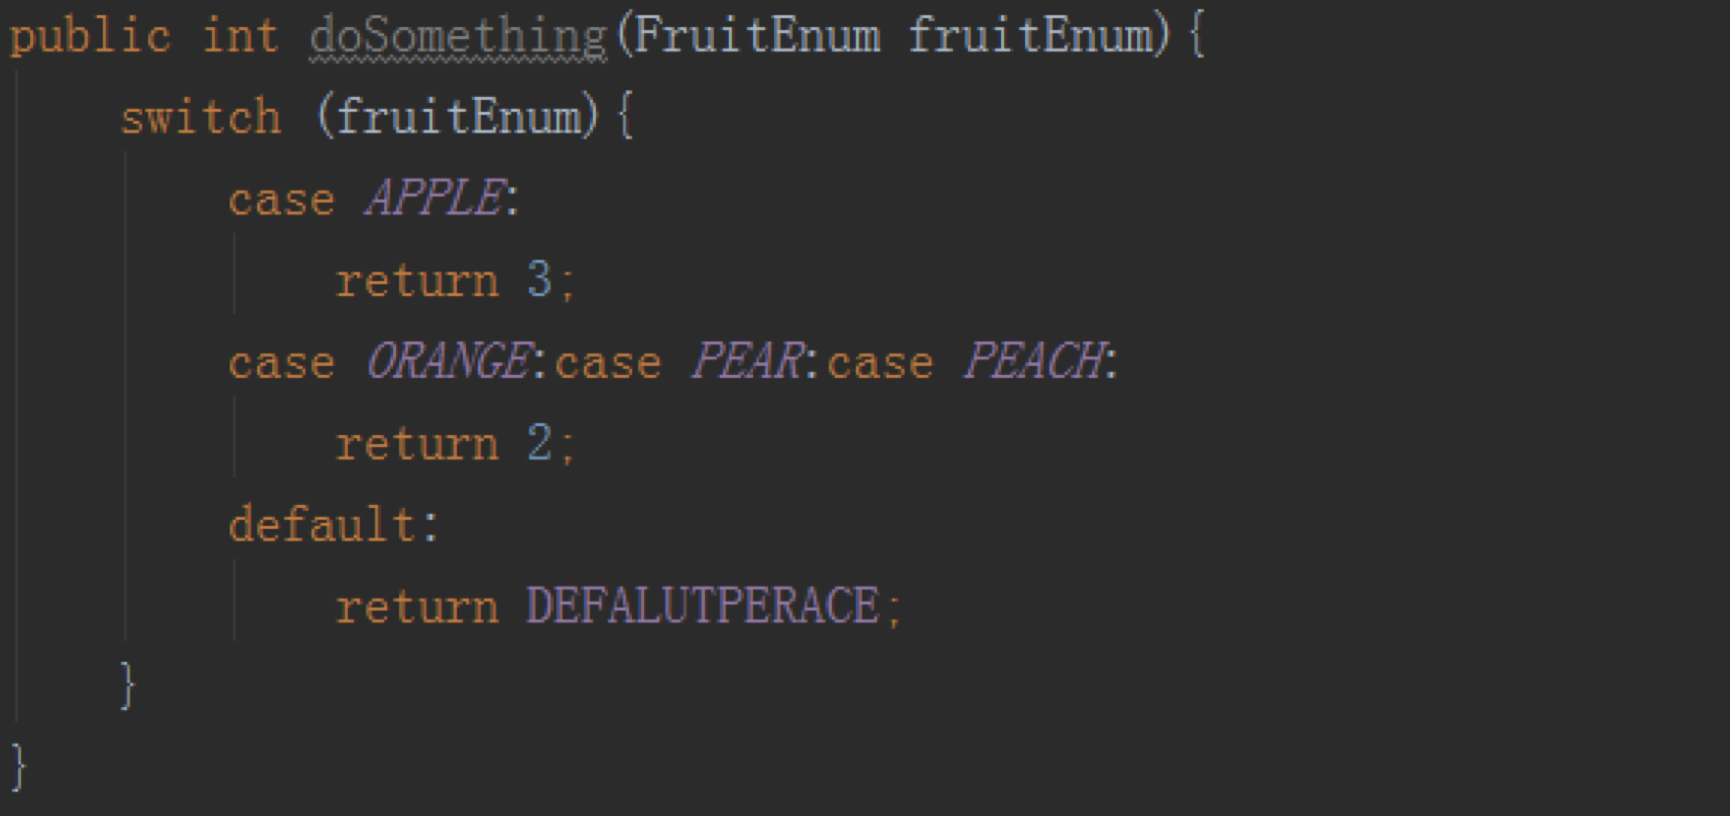 public int doSomething(FruitEnum fruitEnum){
switch (fruitEnum){
case APPLE:
return 3;
case ORANGE:case PEAR:case PEACH:
return 2;
default:
return DEFALUTPERACE;
}
}